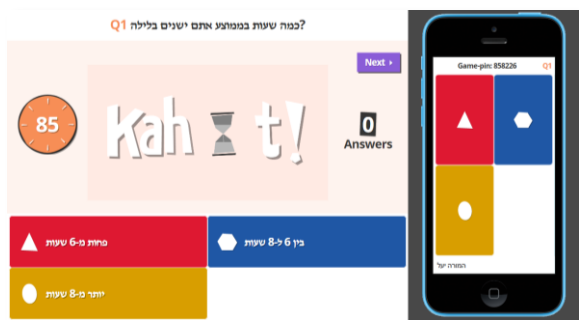 Q1 כמה שעות בממוצע אתם ישנים בלילה?
Next
85
Kahoot!
0
Answers
פחות מ-6 שעות
בין 6 ל-8 שעות
יותר מ-8 שעות
Game-pin: 858226 Q1
המורה יעל